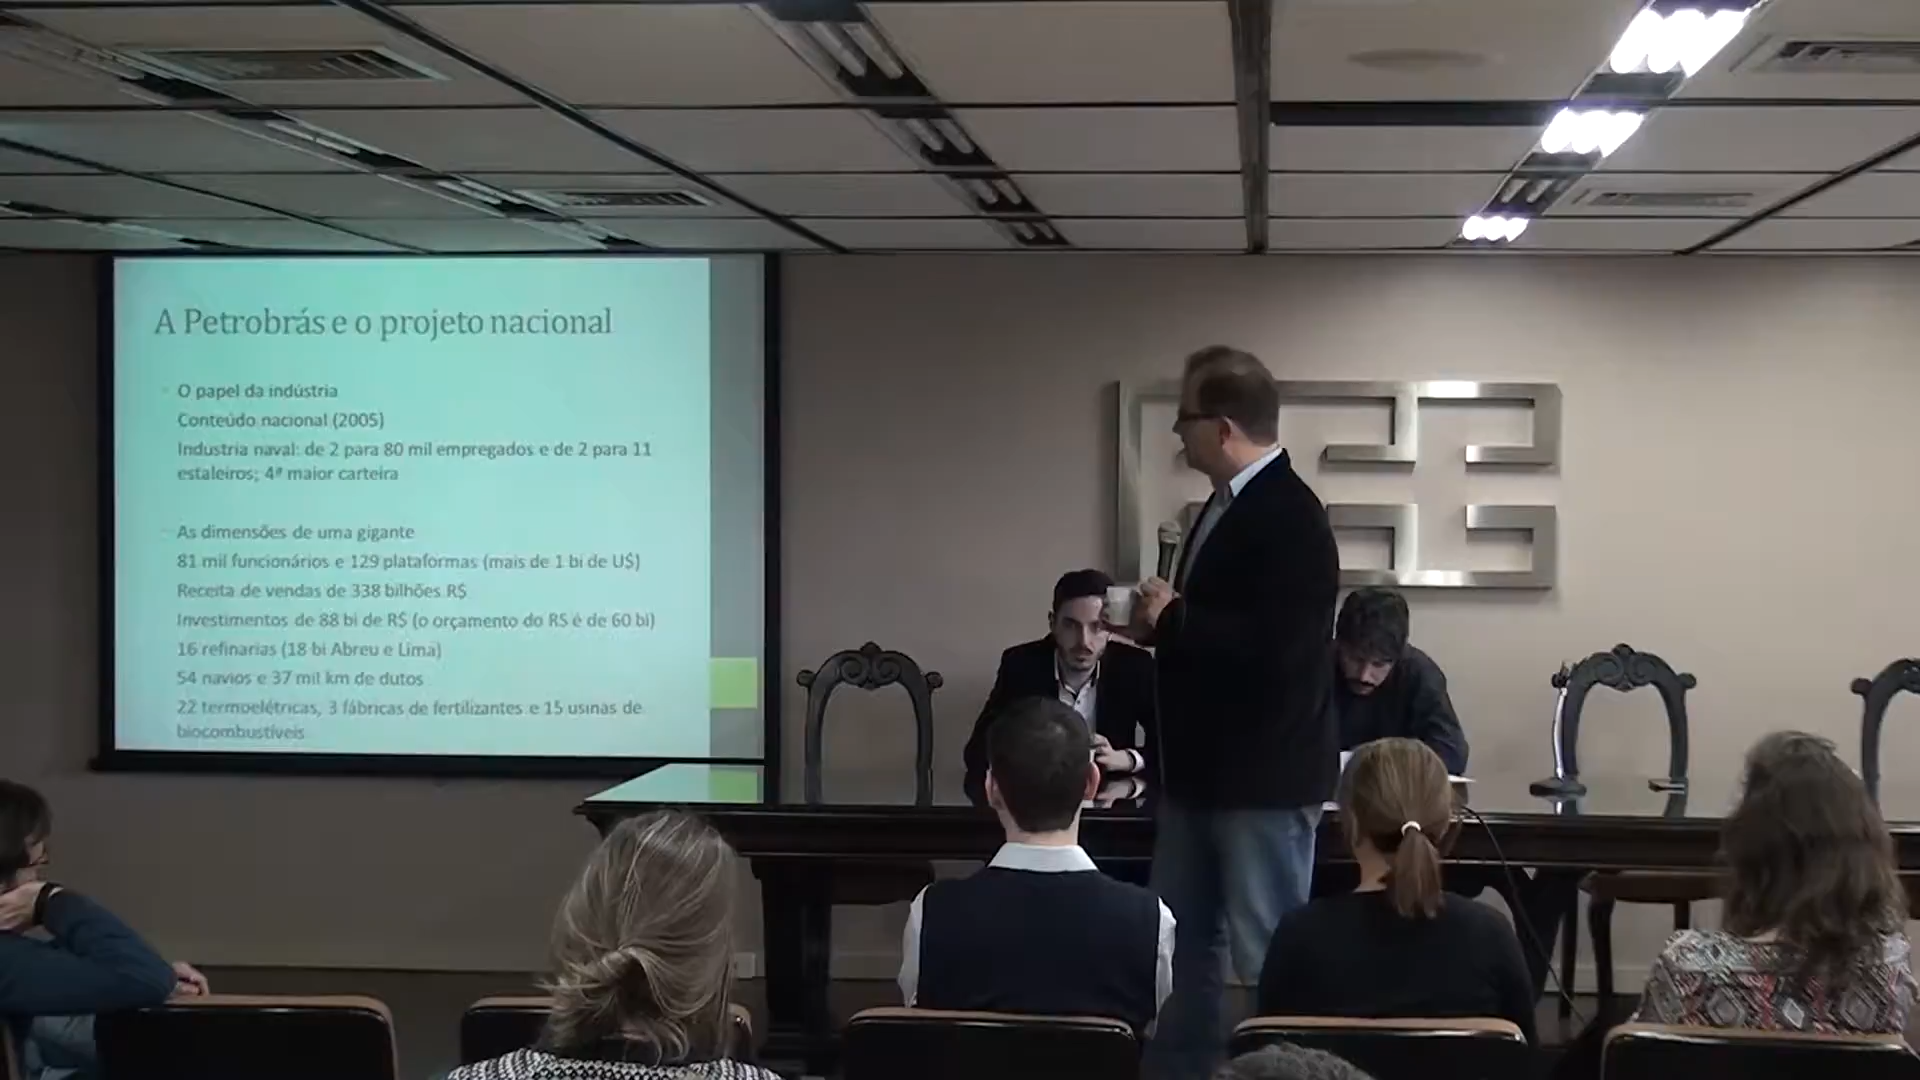 A Petrobrás e o projeto nacional
O papel da indústria
Conteúdo nacional (2005)
Industria naval: de 2 para 80 mil empregados e de 2 para 11
estaleiros; 4ª maior carteira
As dimensões de uma gigante
81 mil funcionários e 129 plataformas (mais de 1 bi de U$)
Receita de vendas de 338 bilhões R$
Investimentos de 88 bi de R$ (o orçamento do RS é de 60 bi)
16 refinarias (18 bi Abreu e Lima)
54 navios e 37 mil km de dutos
22 termoelétricas, 3 fábricas de fertilizantes e 15 usinas de
biocombustíveis